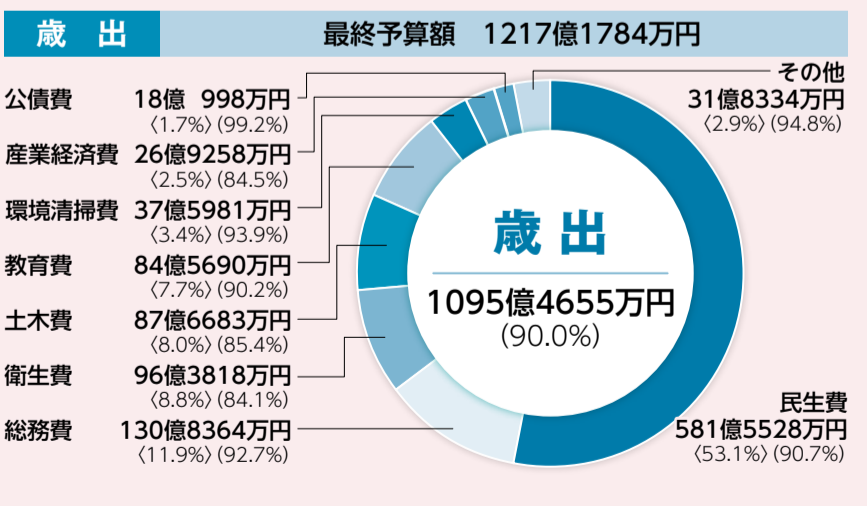 歳 出
最終予算額 1217億1784万円
公債費 18億 998万円
〈1.7%〉(99.2%)
産業経済費 26億9258万円
〈2.5%〉(84.5%)
環境清掃費 37億5981万円
〈3.4%〉(93.9%)
教育費 84億5690万円
〈7.7%〉(90.2%)
土木費 87億6683万円
〈8.0%〉(85.4%)
衛生費 96億3818万円
〈8.8%〉(84.1%)
総務費 130億8364万円
〈11.9%〉(92.7%)
歳 出
1095億4655万円
(90.0%)
その他
31億8334万円
〈2.9%〉(94.8%)
民生費
581億5528万円
〈53.1%〉(90.7%)